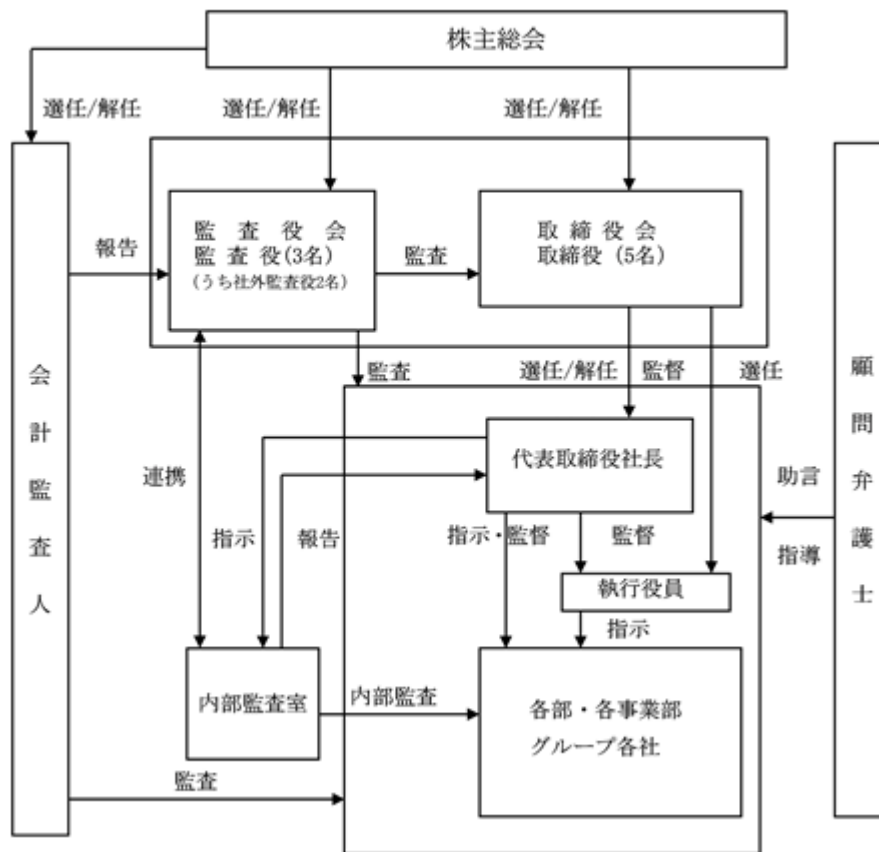 株主総会
選任/解任
選任/解任
選任/解任
監査役会
監査役(3名)
(うち社外監査役2名)
取締役会
取締役(5名)
報告
監査
会計監査人
顧問弁護士
監査
選任/解任
監督
選任
代表取締役社長
連携
指示
報告
指示・監督
監督
助言
指導
執行役員
指示
内部監査室
内部監査
各部・各事業部
グループ各社
監査